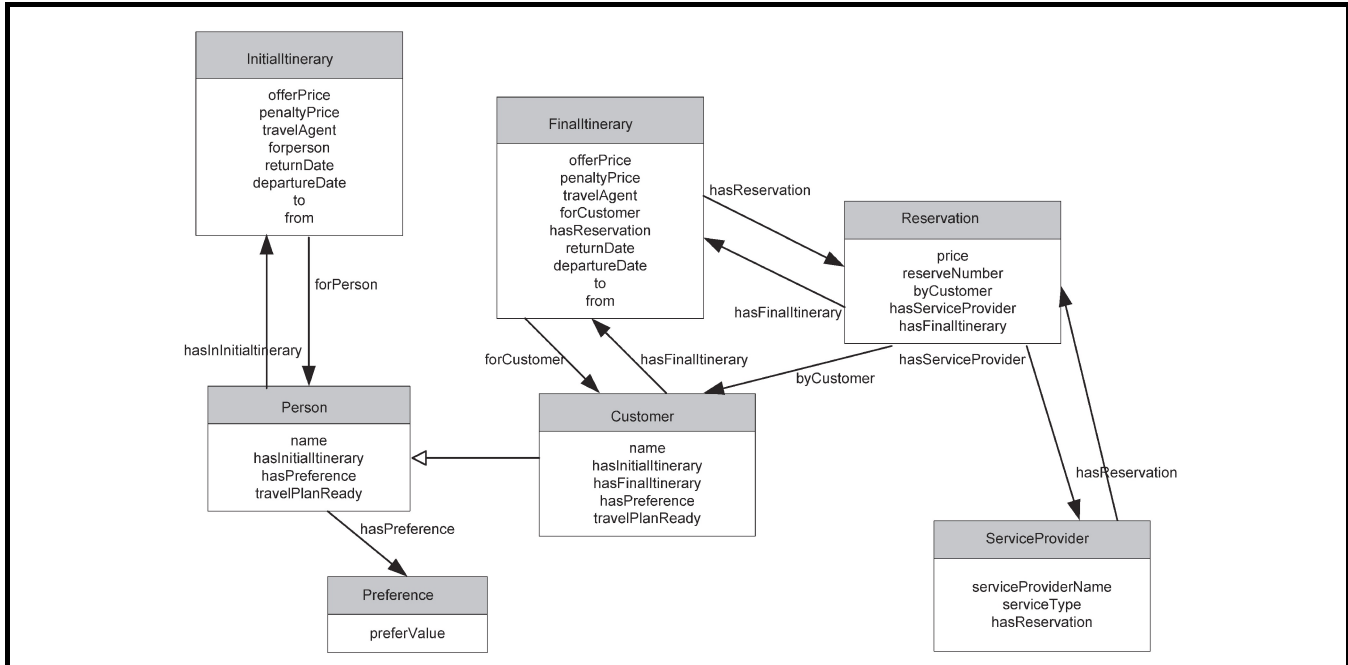 InitialItinerary
offerPrice
penaltyPrice
travelAgent
forperson
returnDate
departureDate
to
from
forPerson
hasInInitialtinerary
Person
name
hasInitialItinerary
hasPreference
travelPlanReady
hasPreference
Preference
preferValue
FinalItinerary
offerPrice
penaltyPrice
travelAgent
forCustomer
hasReservation
returnDate
departureDate
to
from
hasReservation
hasFinalItinerary
forCustomer
hasFinalItinerary
byCustomer
Customer
name
hasInitialItinerary
hasFinalItinerary
hasPreference
travelPlanReady
Reservation
price
reserveNumber
byCustomer
hasServiceProvider
hasFinalItinerary
hasServiceProvider
hasReservation
ServiceProvider
serviceProviderName
serviceType
hasReservation